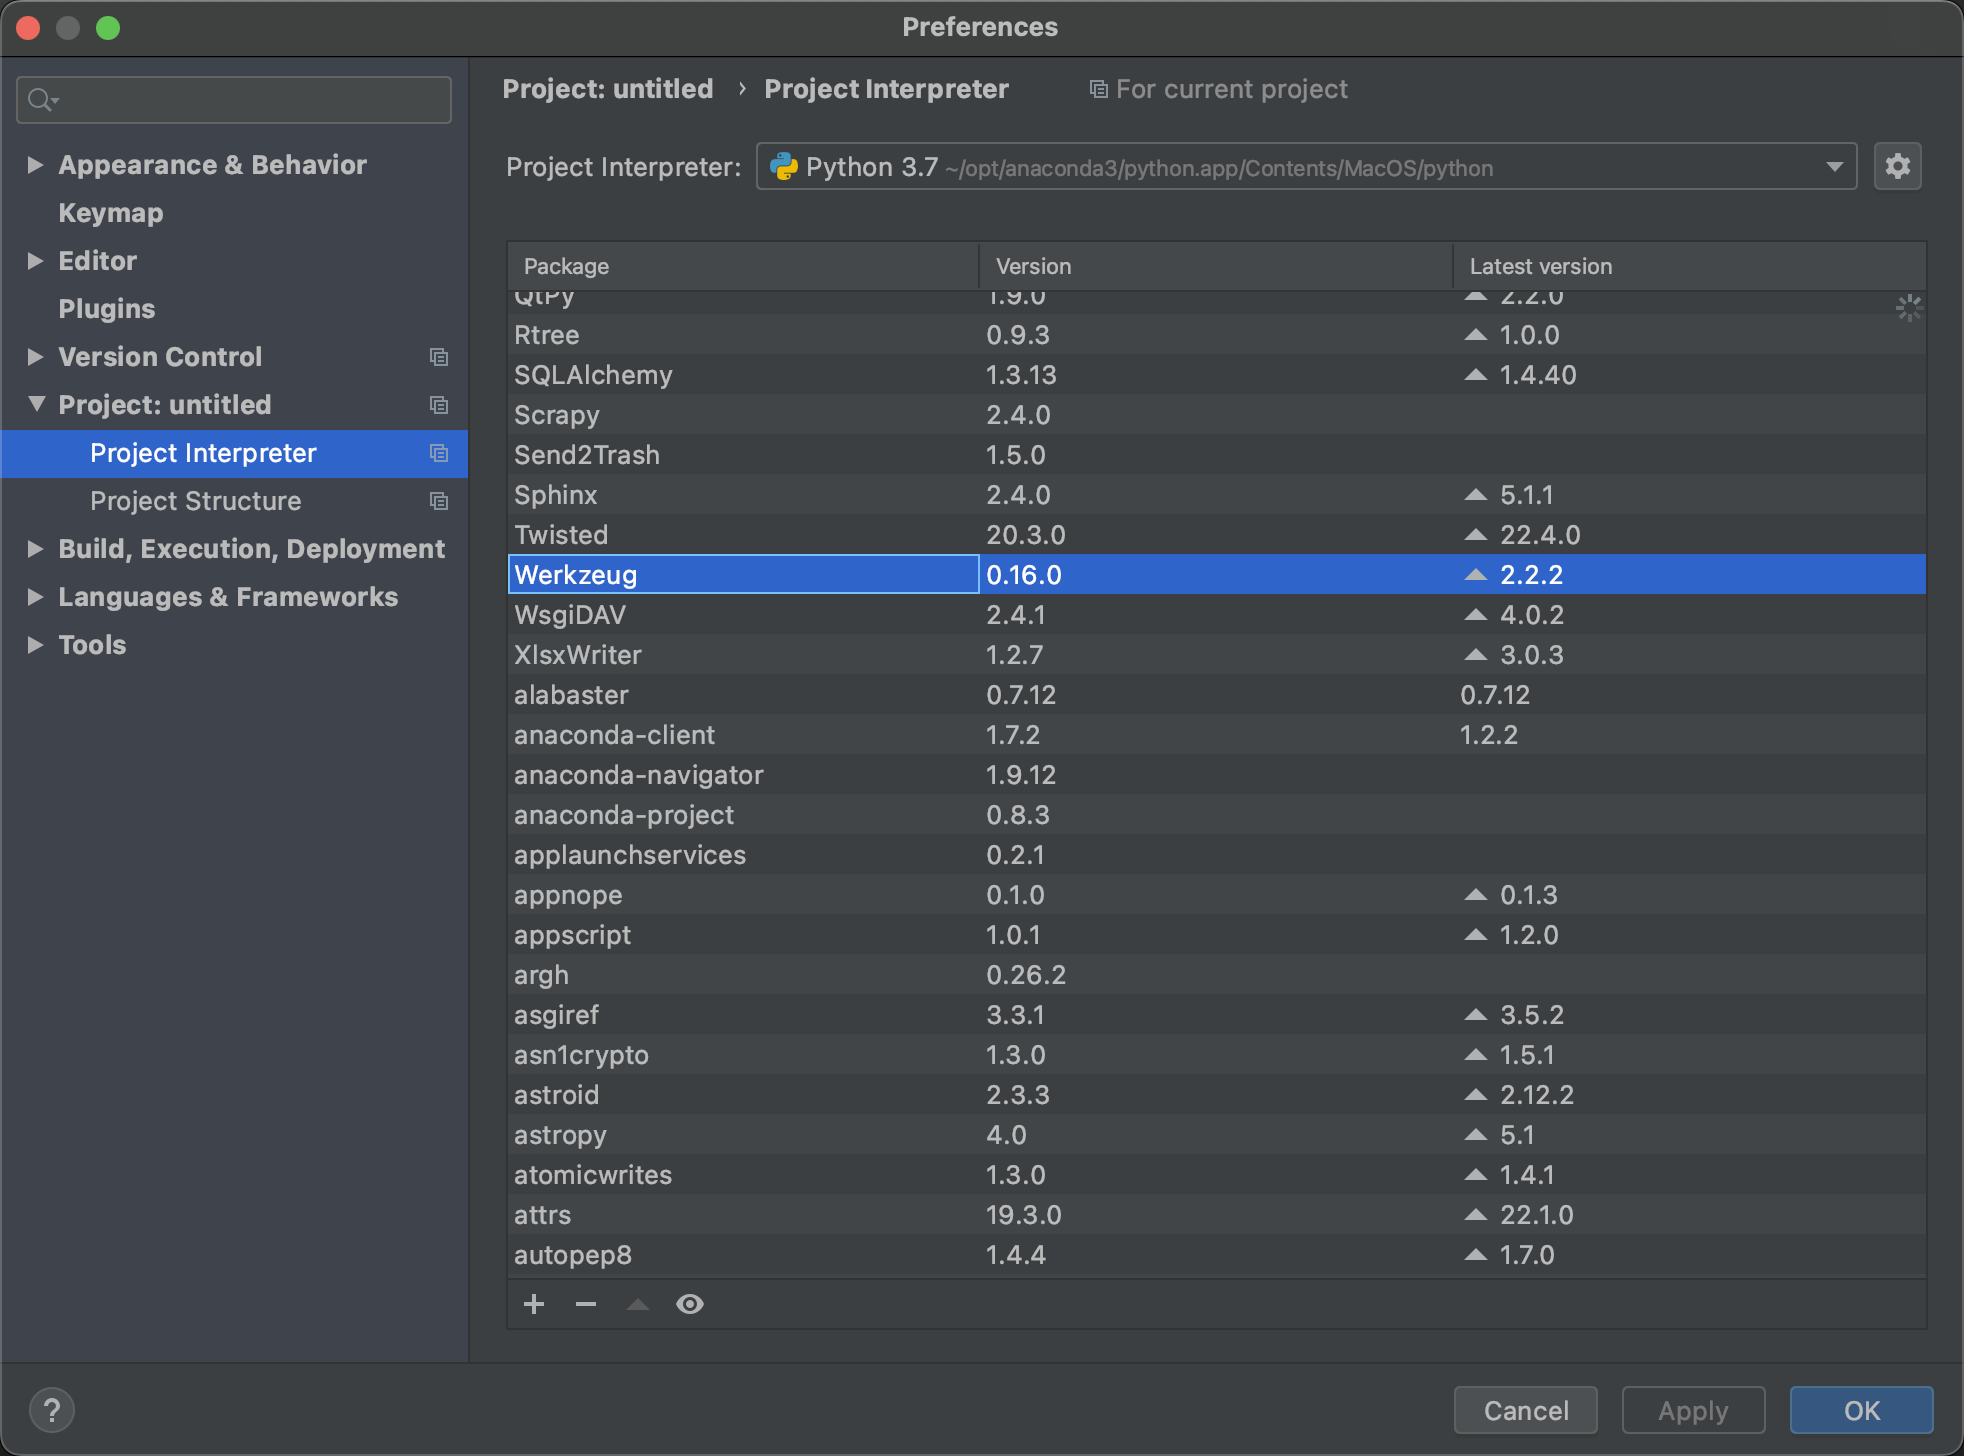 Preferences
Project: untitled › Project Interpreter For current project
Project Interpreter: Python 3.7 ~/opt/anaconda3/python.app/Contents/MacOS/python
Appearance & Behavior
Keymap
Editor
Plugins
Version Control
Project: untitled
Project Interpreter
Project Structure
Build, Execution, Deployment
Languages & Frameworks
Tools
Package Version Latest version
QtPy 1.9.0 2.2.0
Rtree 0.9.3 1.0.0
SQLAlchemy 1.3.13 1.4.40
Scrapy 2.4.0
Send2Trash 1.5.0
Sphinx 2.4.0 5.1.1
Twisted 20.3.0 22.4.0
Werkzeug 0.16.0 2.2.2
WsgiDAV 2.4.1 4.0.2
XlsxWriter 1.2.7 3.0.3
alabaster 0.7.12 0.7.12
anaconda-client 1.7.2 1.2.2
anaconda-navigator 1.9.12
anaconda-project 0.8.3
applaunchservices 0.2.1
appnope 0.1.0 0.1.3
appscript 1.0.1 1.2.0
argh 0.26.2
asgiref 3.3.1 3.5.2
asn1crypto 1.3.0 1.5.1
astroid 2.3.3 2.12.2
astropy 4.0 5.1
atomicwrites 1.3.0 1.4.1
attrs 19.3.0 22.1.0
autopep8 1.4.4 1.7.0
?
Cancel Apply OK